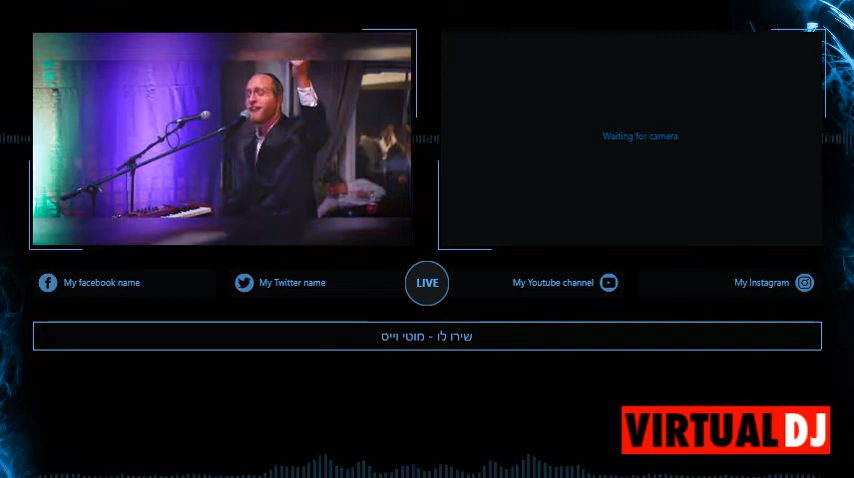 Waiting for camera
My facebook name
My Twitter name
LIVE
My Youtube channel
My Instagram
שירו לו - מוטי וייס
VIRTUAL DJ